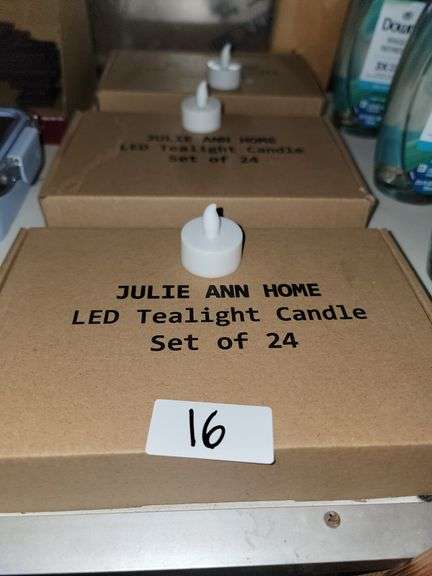 JULIE ANN HOME
LED Tealight Candle
Set of 24
JULIE ANN HOME
LED Tealight Candle
Set of 24
16